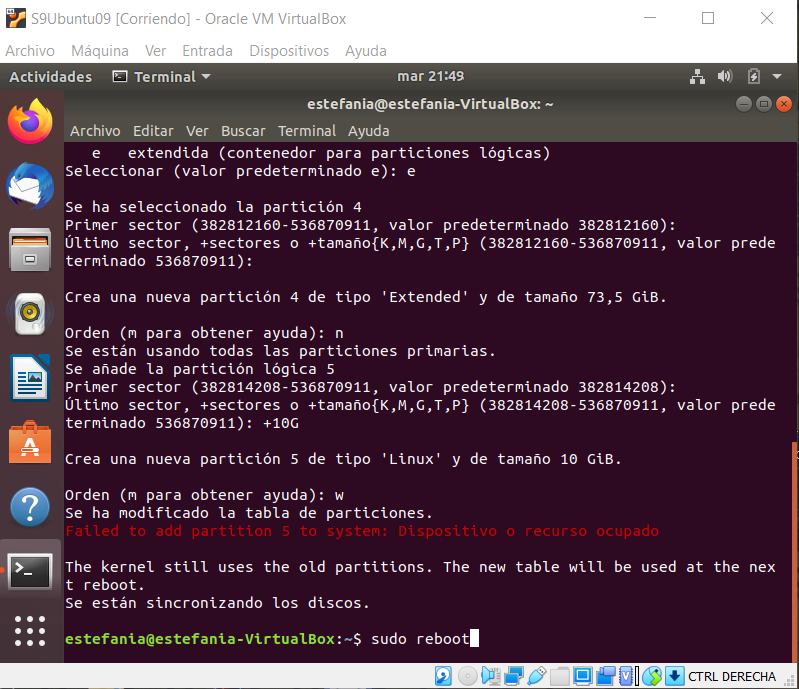 S9Ubuntu09 [Corriendo] - Oracle VM VirtualBox
Archivo Máquina Ver Entrada Dispositivos Ayuda
Actividades Terminal mar 21:49
estefania@estefania-VirtualBox: ~
Archivo Editar Ver Buscar Terminal Ayuda
e extendida (contenedor para particiones lógicas)
Seleccionar (valor predeterminado e): e
Se ha seleccionado la partición 4
Primer sector (382812160-536870911, valor predeterminado 382812160):
Último sector, +sectores o +tamaño{K,M,G,T,P} (382812160-536870911, valor prede
terminado 536870911):
Crea una nueva partición 4 de tipo 'Extended' y de tamaño 73,5 GiB.
Orden (m para obtener ayuda): n
Se están usando todas las particiones primarias.
Se añade la partición lógica 5
Primer sector (382814208-536870911, valor predeterminado 382814208):
Último sector, +sectores o +tamaño{K,M,G,T,P} (382814208-536870911, valor prede
terminado 536870911): +10G
Crea una nueva partición 5 de tipo 'Linux' y de tamaño 10 GiB.
Orden (m para obtener ayuda): w
Se ha modificado la tabla de particiones.
Failed to add partition 5 to system: Dispositivo o recurso ocupado
The kernel still uses the old partitions. The new table will be used at the nex
t reboot.
Se están sincronizando los discos.
estefania@estefania-VirtualBox:~$ sudo reboot
CTRL DERECHA